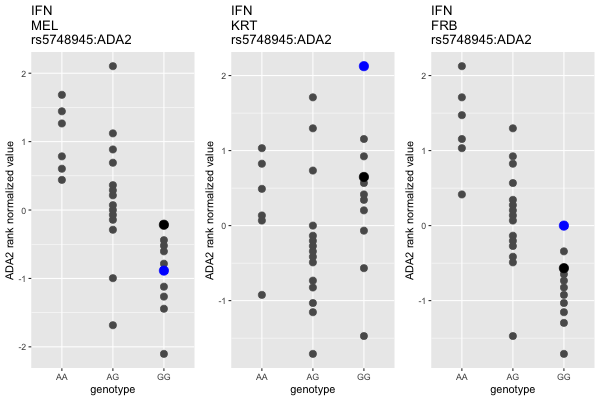 IFN
MEL
rs5748945:ADA2
ADA2 rank normalized value
2
1
0
-1
-2
AA
AG
GG
genotype
IFN
KRT
rs5748945:ADA2
ADA2 rank normalized value
2
1
0
-1
AA
AG
GG
genotype
IFN
FRB
rs5748945:ADA2
ADA2 rank normalized value
2
1
0
-1
AA
AG
GG
genotype